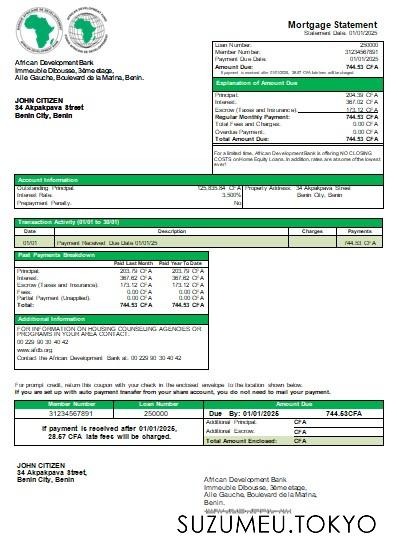 Mortgage Statement
Statement Date: 01/01/2025
African Development Bank
Immeuble Dibousse, 3ème etage,
Aile Gauche, Boulevard de la Marina, Benin.
JOHN CITIZEN
34 Akpakpava Street
Benin City, Benin
Loan Number: 250000
Member Number: 31234567891
Payment Due Date: 01/01/2025
Amount Due: 744.53 CFA
If payment is received after 01/01/2025, 28.57 CFA late fees will be charged.
Explanation of Amount Due
Principal: 204.39 CFA
Interest: 367.02 CFA
Escrow (Taxes and Insurance): 173.12 CFA
Regular Monthly Payment: 744.53 CFA
Total Fees and Charges: 0.00 CFA
Overdue Payment: 0.00 CFA
Total Amount Due: 744.53 CFA
For a limited time, African Development Bank is offering NO CLOSING
COSTS on Home Equity Loans. In addition, rates are at some of the lowest
ever!
Account Information
Outstanding Principal: 125,835.84 CFA Property Address: 34 Akpakpava Street
Interest Rate: 3.500% Benin City, Benin
Prepayment Penalty: No
Transaction Activity (01/01 to 30/01)
Date Description Charges Payments
01/01 Payment Received Due Date 01/01/25 744.53 CFA
Past Payments Breakdown
Paid Last Month Paid Year To Date
Principal: 203.79 CFA 203.79 CFA
Interest: 367.62 CFA 367.62 CFA
Escrow (Taxes and Insurance): 173.12 CFA 173.12 CFA
Fees: 0.00 CFA 0.00 CFA
Partial Payment (Unapplied): 0.00 CFA 0.00 CFA
Total: 744.53 CFA 744.53 CFA
Additional Information
FOR INFORMATION ON HOUSING COUNSELING AGENCIES OR
PROGRAMS IN YOUR AREA CONTACT:
00 229 90 30 40 42
www.afdb.org
Contact the African Development Bank at: 00 229 90 30 40 42
For prompt credit, return this coupon with your check in the enclosed envelope to the location shown below.
If you are set up with auto payment transfer from your share account, you do not need to mail your payment.
Member Number Loan Number Amount Due
31234567891 250000 Due By: 01/01/2025 744.53CFA
If payment is received after 01/01/2025,
28.57 CFA late fees will be charged.
Additional Principal: CFA
Additional Escrow: CFA
Total Amount Enclosed: CFA
JOHN CITIZEN
34 Akpakpava Street,
Benin City, Benin
African Development Bank
Immeuble Dibousse, 3ème etage,
Aile Gauche, Boulevard de la Marina,
Benin.
SUZUMEU.TOKYO